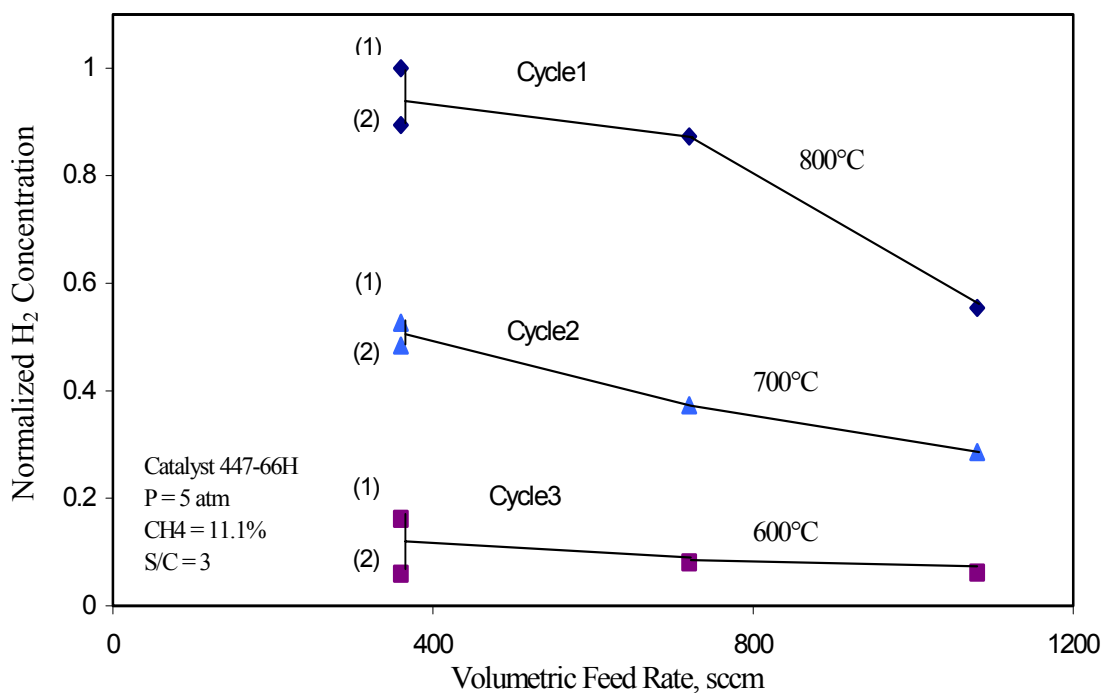 (1)
1
Cycle1
(2)
0.8
800°C
0.6
(1)
Cycle2
(2)
0.4
700°C
Catalyst 447-66H
P = 5 atm
CH4 = 11.1%
S/C = 3
0.2
(1)
Cycle3
(2)
600°C
0
0
400
800
1200
Volumetric Feed Rate, sccm
Normalized H₂ Concentration